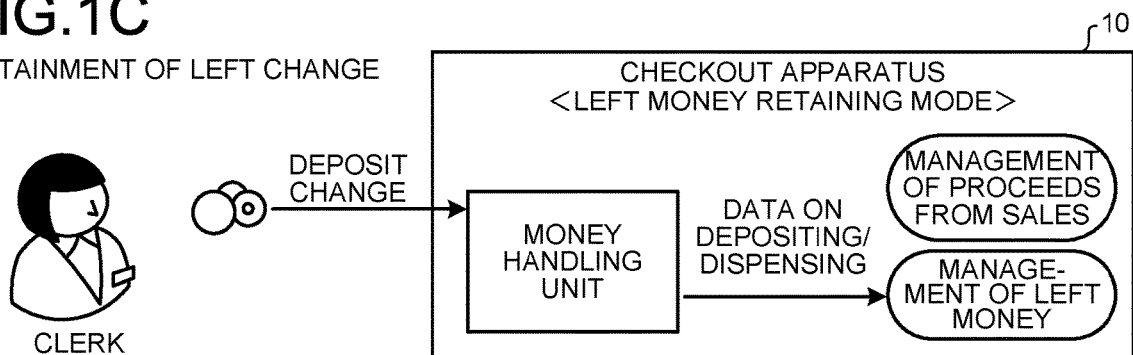 IG.1C
TAINMENT OF LEFT CHANGE
10
CHECKOUT APPARATUS
<LEFT MONEY RETAINING MODE>
DEPOSIT
CHANGE
MONEY
HANDLING
UNIT
DATA ON
DEPOSITING/
DISPENSING
MANAGEMENT
OF PROCEEDS
FROM SALES
MANAGE-
MENT OF LEFT
MONEY
CLERK